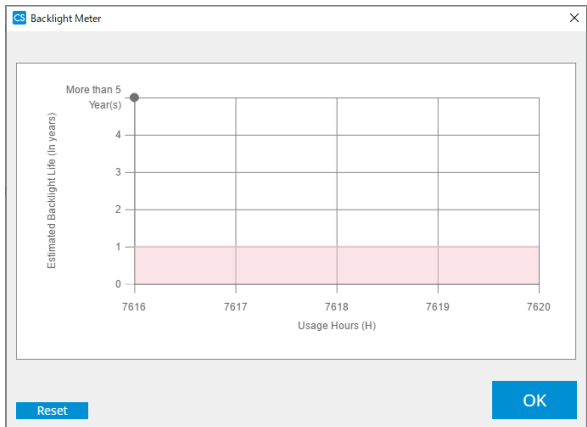 CS Backlight Meter
More than 5
Year(s)
4
3
2
1
0
Estimated Backlight Life (In years)
7616 7617 7618 7619 7620
Usage Hours (H)
Reset
OK